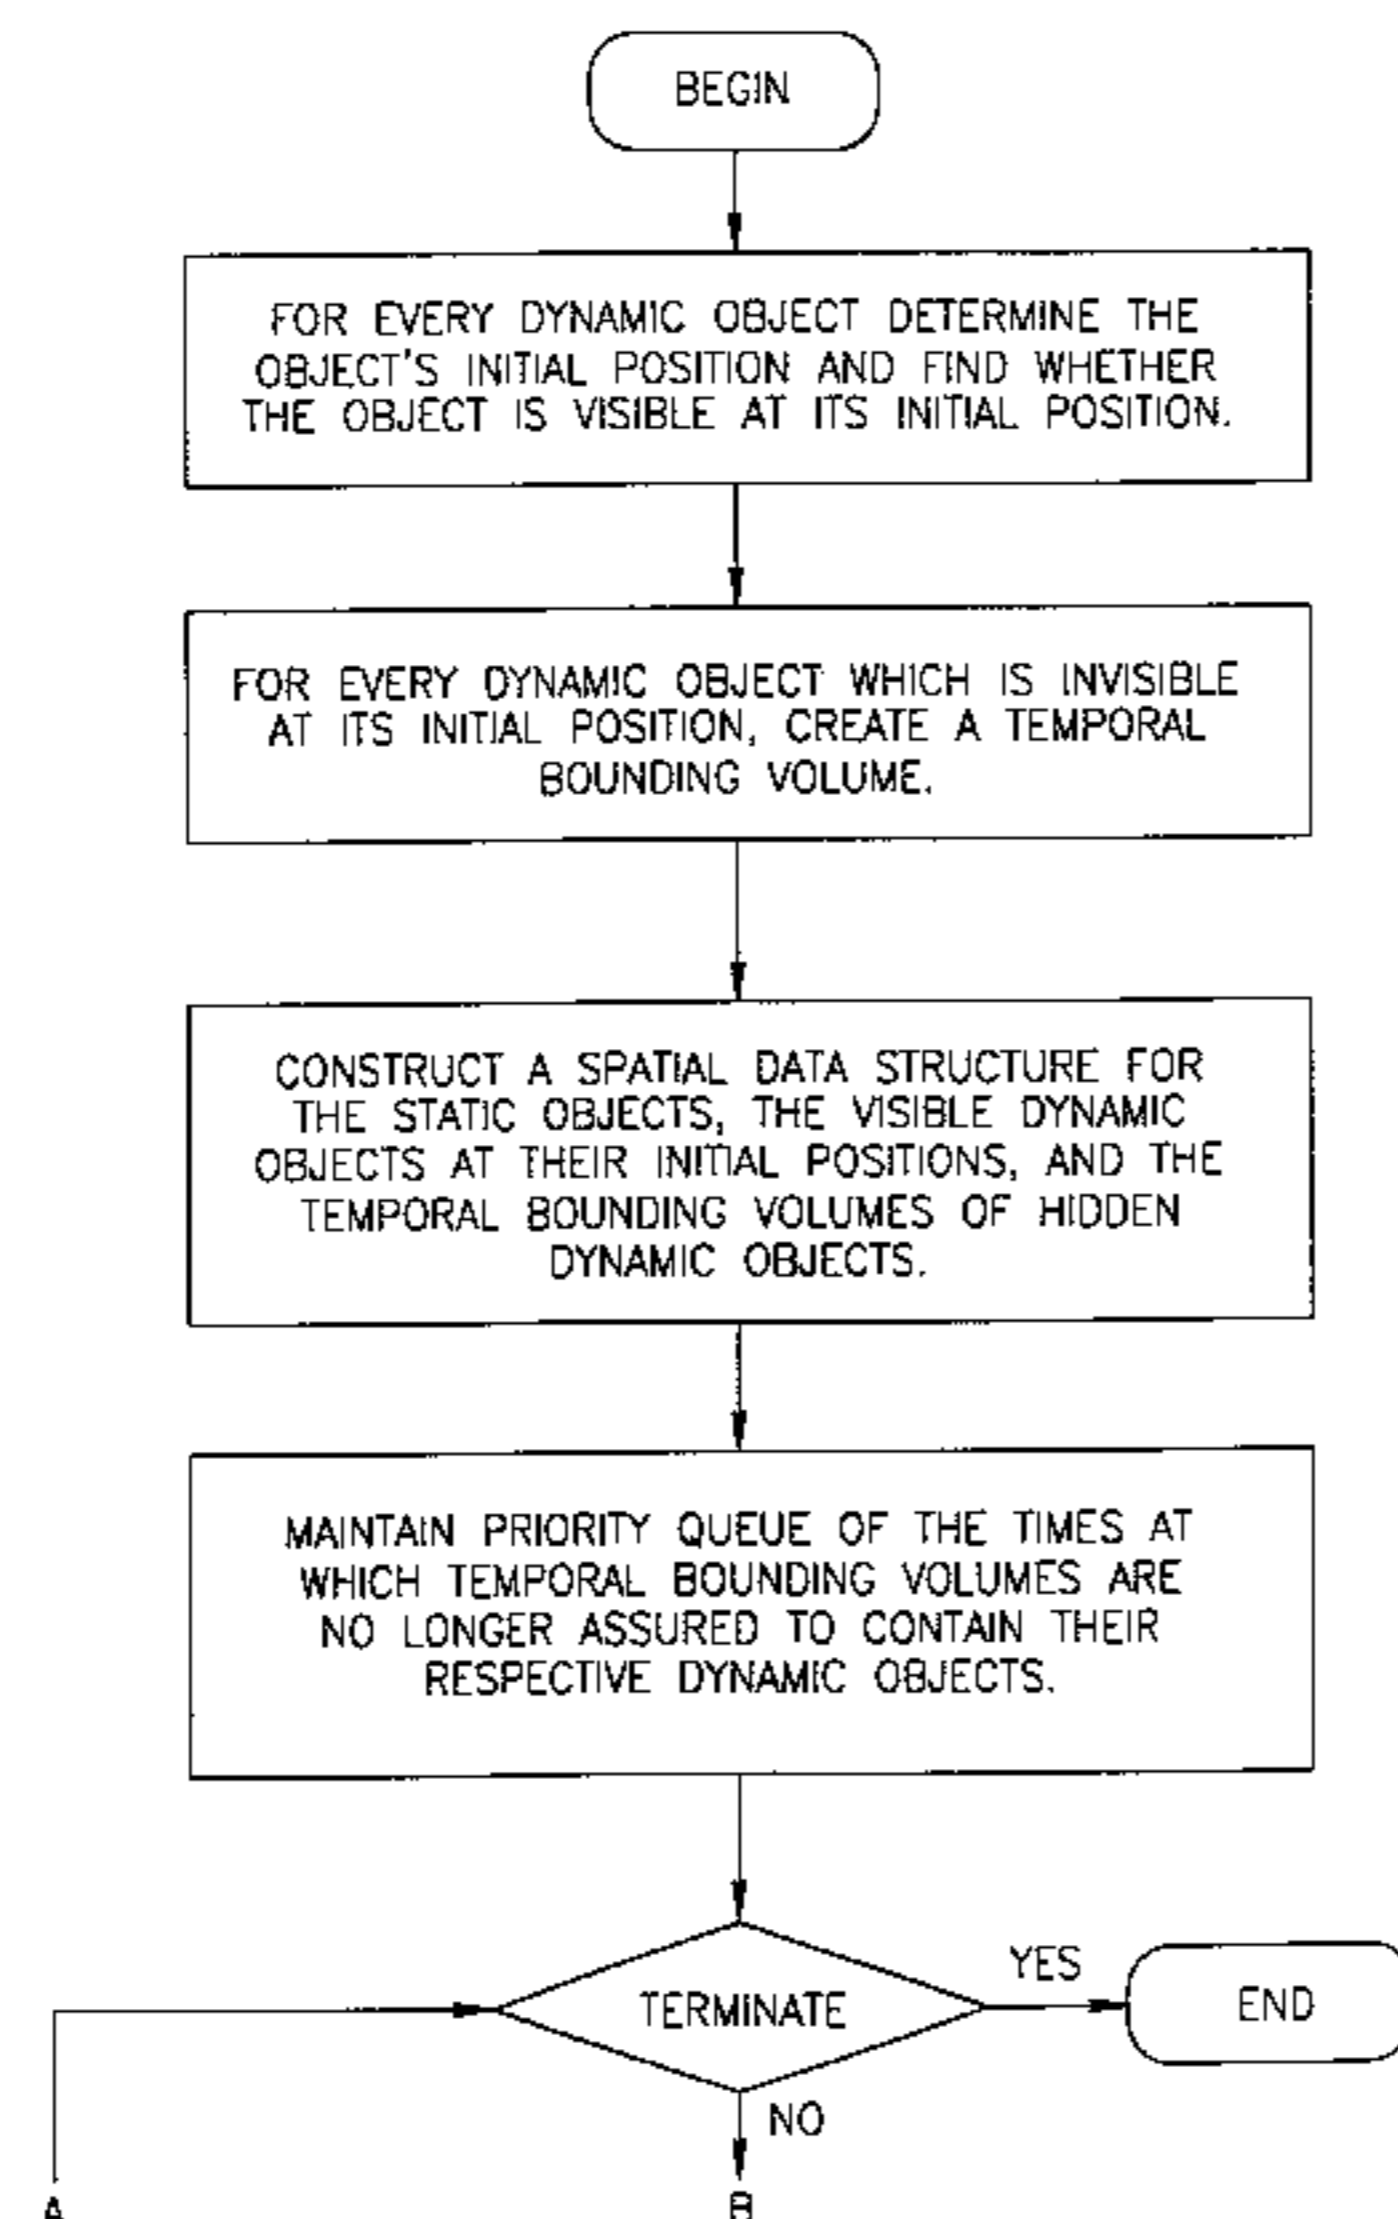 BEGIN
FOR EVERY DYNAMIC OBJECT DETERMINE THE
OBJECT'S INITIAL POSITION AND FIND WHETHER
THE OBJECT IS VISIBLE AT ITS INITIAL POSITION.
FOR EVERY DYNAMIC OBJECT WHICH IS INVISIBLE
AT ITS INITIAL POSITION, CREATE A TEMPORAL
BOUNDING VOLUME.
CONSTRUCT A SPATIAL DATA STRUCTURE FOR
THE STATIC OBJECTS, THE VISIBLE DYNAMIC
OBJECTS AT THEIR INITIAL POSITIONS, AND THE
TEMPORAL BOUNDING VOLUMES OF HIDDEN
DYNAMIC OBJECTS.
MAINTAIN PRIORITY QUEUE OF THE TIMES AT
WHICH TEMPORAL BOUNDING VOLUMES ARE
NO LONGER ASSURED TO CONTAIN THEIR
RESPECTIVE DYNAMIC OBJECTS.
TERMINATE
YES
END
NO
A
B